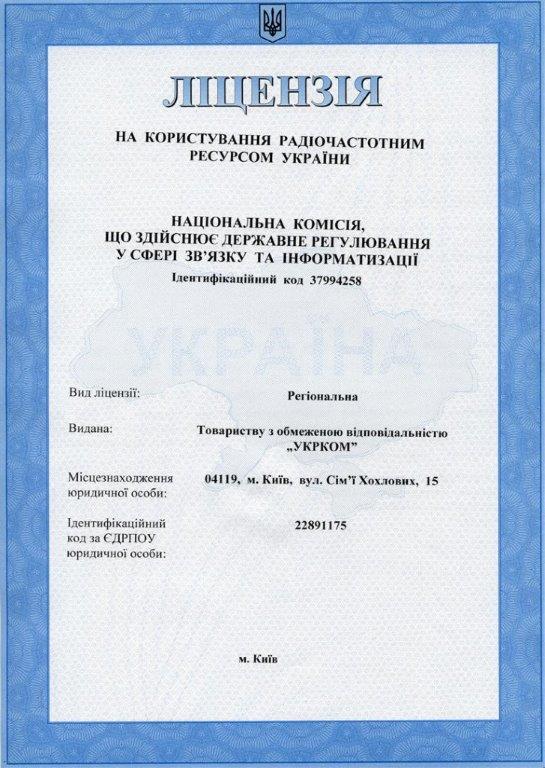 ЛІЦЕНЗІЯ
НА КОРИСТУВАННЯ РАДІОЧАСТОТНИМ
РЕСУРСОМ УКРАЇНИ
НАЦІОНАЛЬНА КОМІСІЯ,
ЩО ЗДІЙСНЮЄ ДЕРЖАВНЕ РЕГУЛЮВАННЯ
У СФЕРІ ЗВ'ЯЗКУ ТА ІНФОРМАТИЗАЦІЇ
Ідентифікаційний код 37994258
УКРАЇНА
Вид ліцензії: Регіональна
Видана: Товариству з обмеженою відповідальністю
„УКРКОМ”
Місцезнаходження 04119, м. Київ, вул. Сім'ї Хохлових, 15
юридичної особи:
Ідентифікаційний 22891175
код за ЄДРПОУ
юридичної особи:
м. Київ